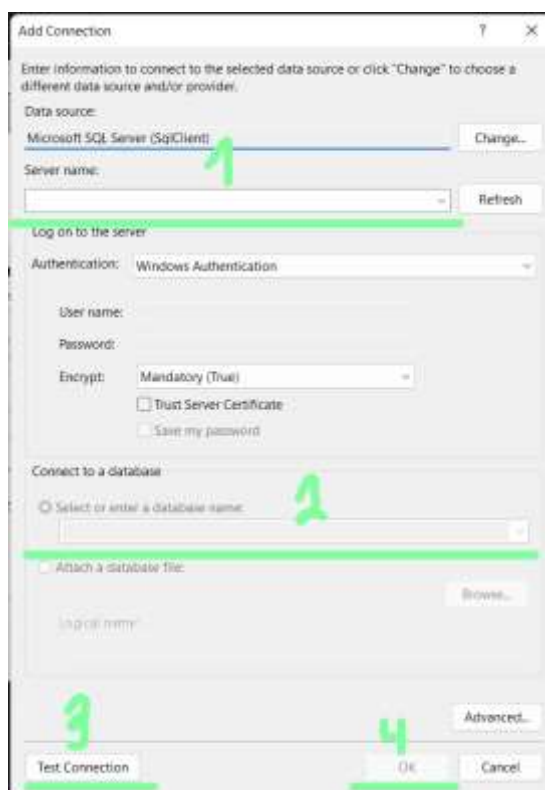 Add Connection ? ×
Enter information to connect to the selected data source or click "Change" to choose a
different data source and/or provider.
Data source:
Microsoft SQL Server (SqlClient)
Change...
1
Server name:
Refresh
Log on to the server
Authentication: Windows Authentication
User name:
Password:
Encrypt: Mandatory (True)
Trust Server Certificate
Save my password
Connect to a database
2
Select or enter a database name:
Attach a database file:
Browse...
Logical name:
Advanced...
3
4
Test Connection
OK
Cancel